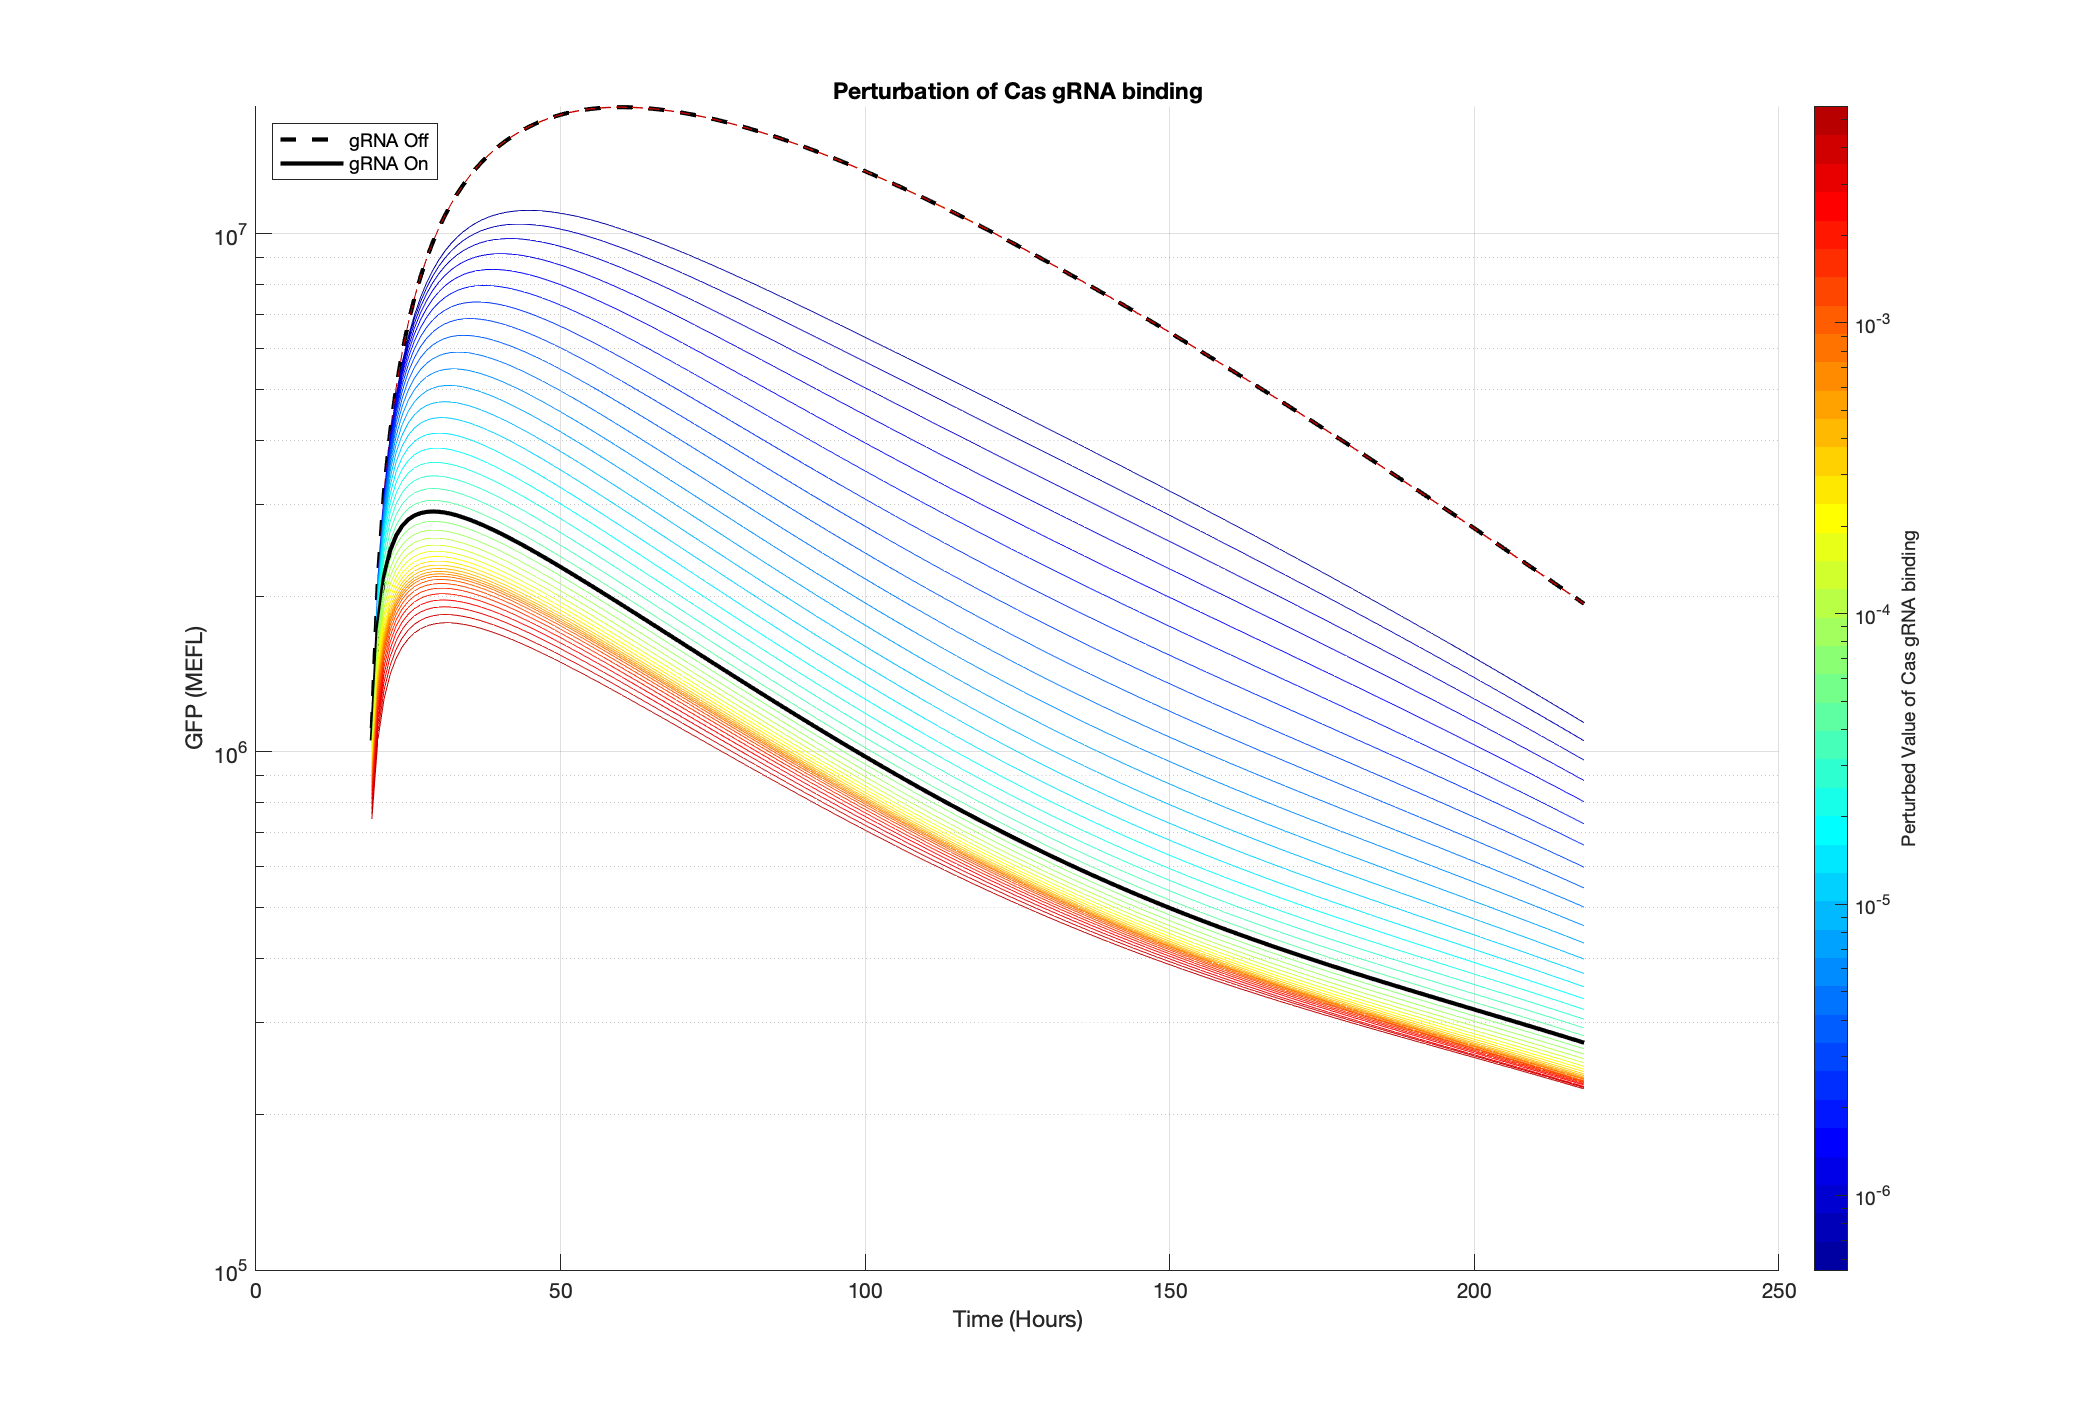 Perturbation of Cas gRNA binding
gRNA Off
gRNA On
10^7
10^6
10^5
GFP (MEFL)
0 50 100 150 200 250
Time (Hours)
10^-3
10^-4
10^-5
10^-6
Perturbed Value of Cas gRNA binding